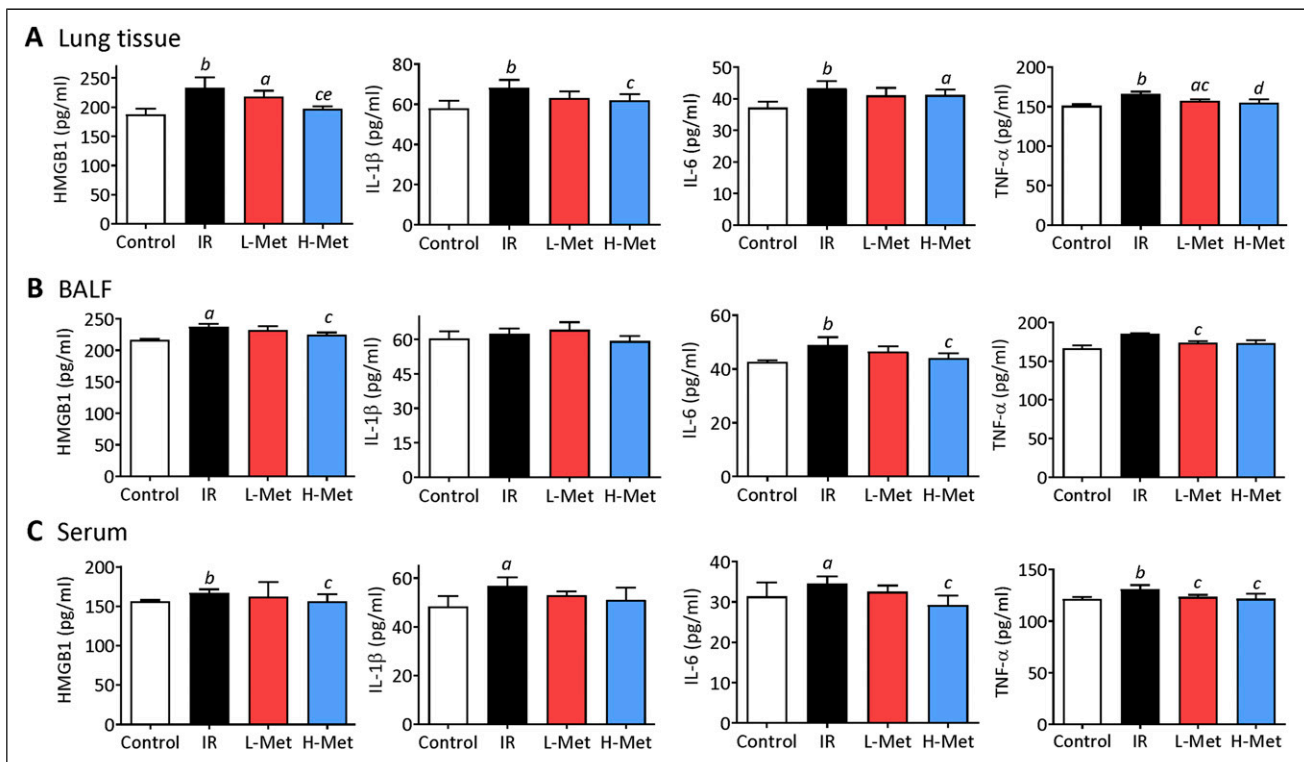 A Lung tissue
HMGB1 (pg/ml)
250
200
150
100
50
0
b
a
ce
Control IR L-Met H-Met
IL-1β (pg/ml)
80
60
40
20
0
b
c
Control IR L-Met H-Met
IL-6 (pg/ml)
50
40
30
20
10
0
b
a
Control IR L-Met H-Met
TNF-α (pg/ml)
200
150
100
50
0
b
ac
d
Control IR L-Met H-Met
B BALF
HMGB1 (pg/ml)
250
200
150
100
50
0
a
c
Control IR L-Met H-Met
IL-1β (pg/ml)
60
45
30
15
0
Control IR L-Met H-Met
IL-6 (pg/ml)
60
40
20
0
b
c
Control IR L-Met H-Met
TNF-α (pg/ml)
200
150
100
50
0
c
Control IR L-Met H-Met
C Serum
HMGB1 (pg/ml)
200
150
100
50
0
b
c
Control IR L-Met H-Met
IL-1β (pg/ml)
60
40
20
0
a
Control IR L-Met H-Met
IL-6 (pg/ml)
40
30
20
10
0
a
c
Control IR L-Met H-Met
TNF-α (pg/ml)
150
100
50
0
b
c
c
Control IR L-Met H-Met